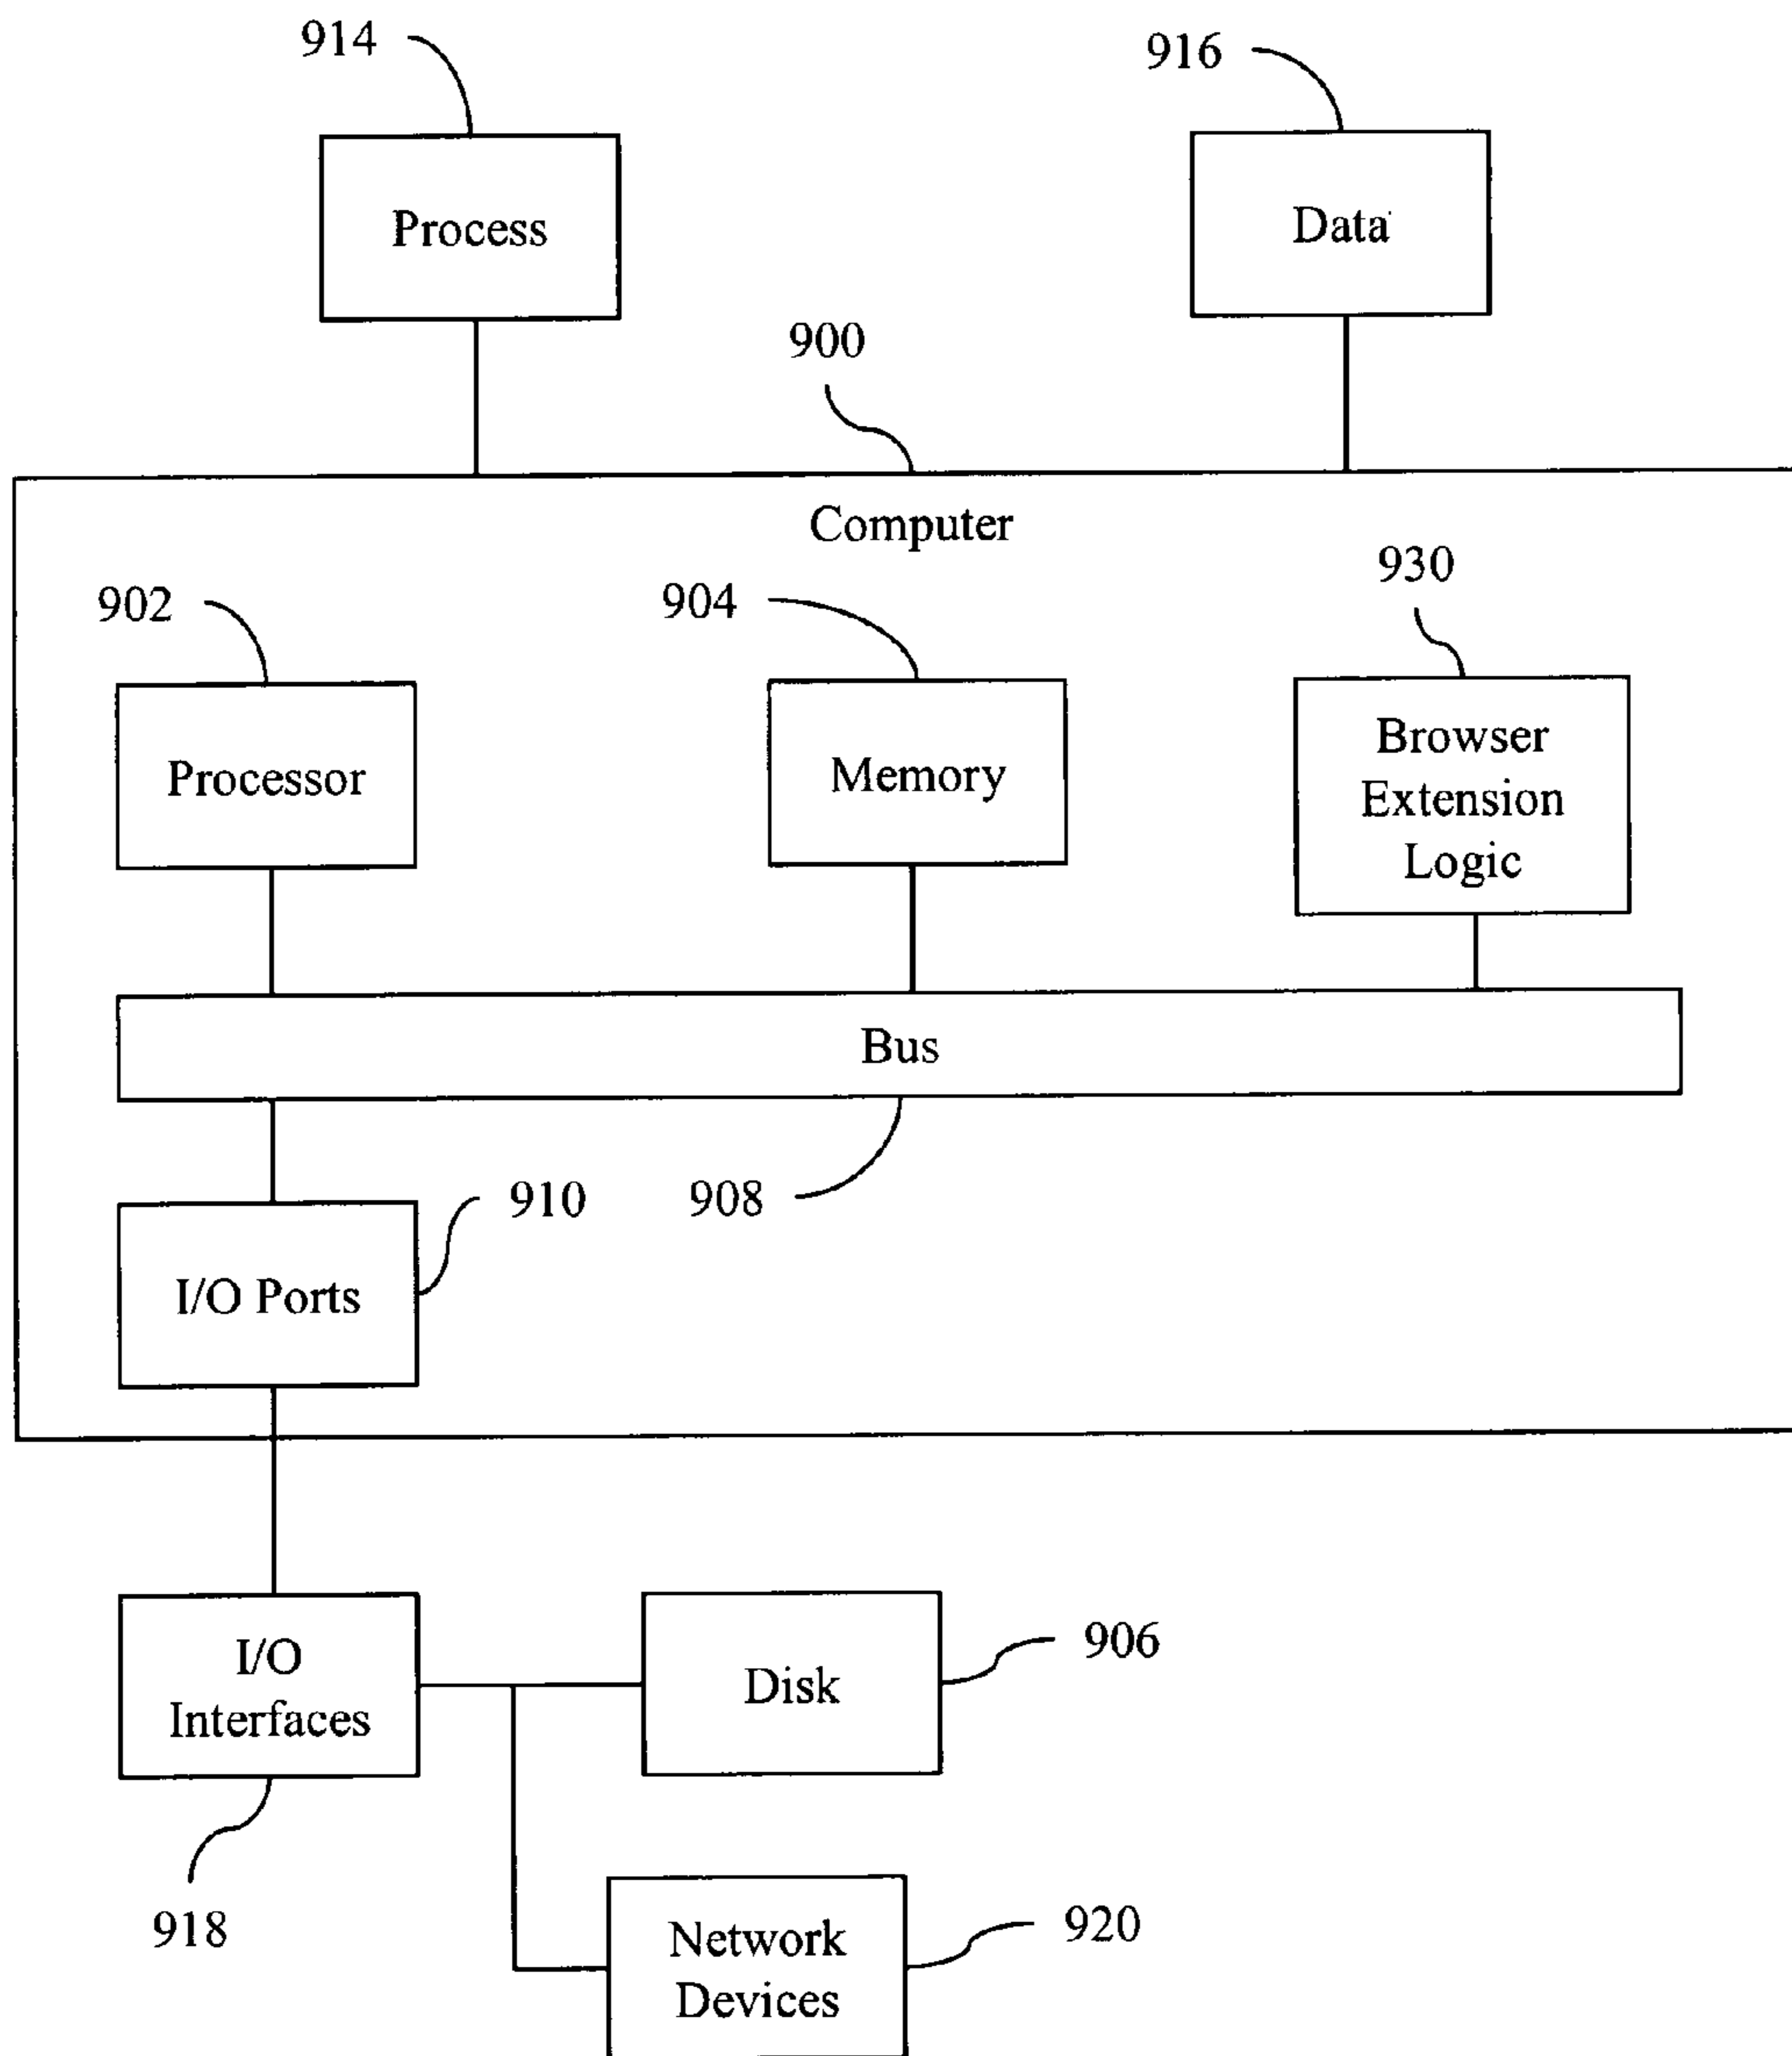 914
916
Process
Data
900
Computer
902
904
930
Processor
Memory
Browser
Extension
Logic
Bus
910
908
I/O Ports
I/O
Interfaces
Disk
906
918
Network
Devices
920